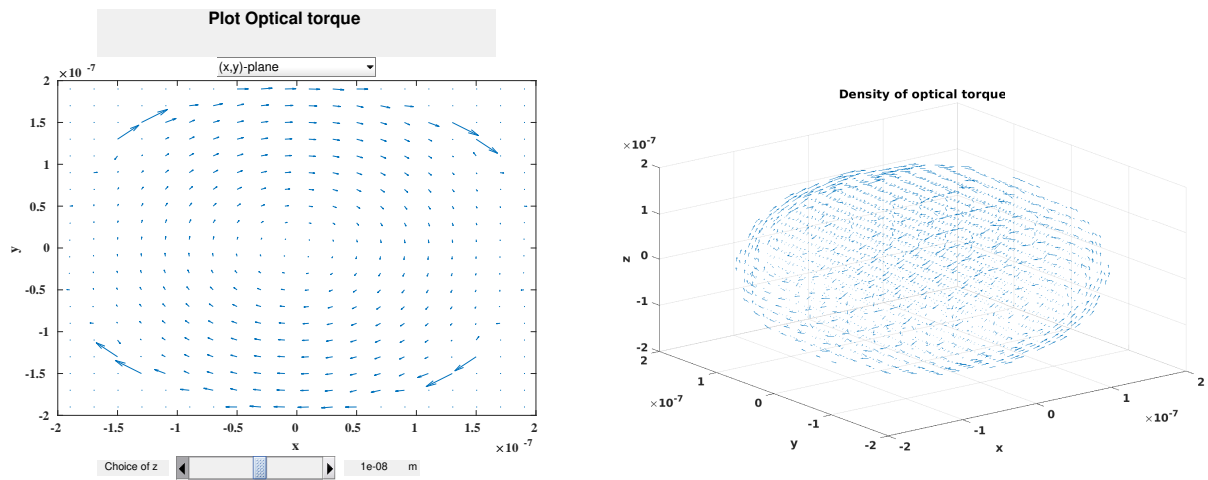 Plot Optical torque
(x,y)-plane
×10 -7
2
1.5
1
0.5
0
-0.5
-1
-1.5
-2
y
-2 -1.5 -1 -0.5 0 0.5 1 1.5 2
x
×10 -7
Choice of z 1e-08 m
Density of optical torque
×10-7
2
1
0
-1
-2
z
2
1
0
-1
-2
×10-7
y
-2
-1
0
1
2
×10-7
x